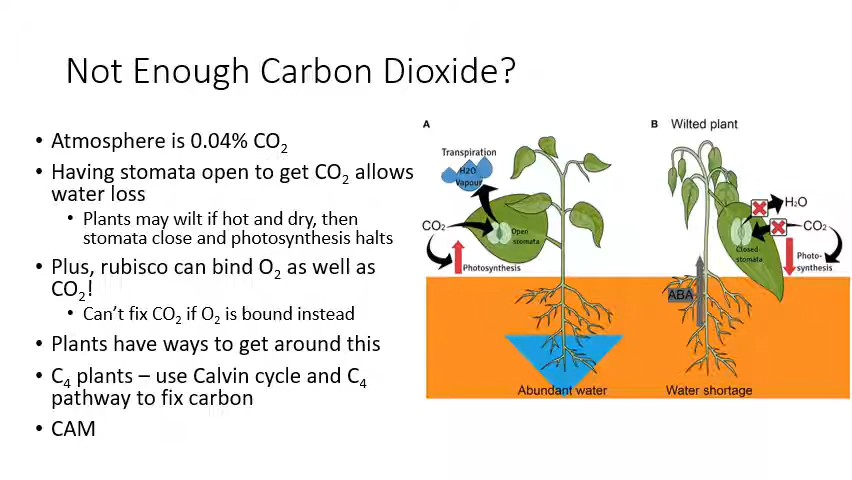 Not Enough Carbon Dioxide?
• Atmosphere is 0.04% CO₂
• Having stomata open to get CO₂ allows
water loss
• Plants may wilt if hot and dry, then
stomata close and photosynthesis halts
• Plus, rubisco can bind O₂ as well as
CO₂!
• Can’t fix CO₂ if O₂ is bound instead
• Plants have ways to get around this
• C₄ plants – use Calvin cycle and C₄
pathway to fix carbon
• CAM
A
Transpiration
H2O
Vapour
CO₂
Open
stomata
Photosynthesis
Abundant water
B
Wilted plant
H₂O
CO₂
Closed
stomata
Photo-
synthesis
ABA
Water shortage